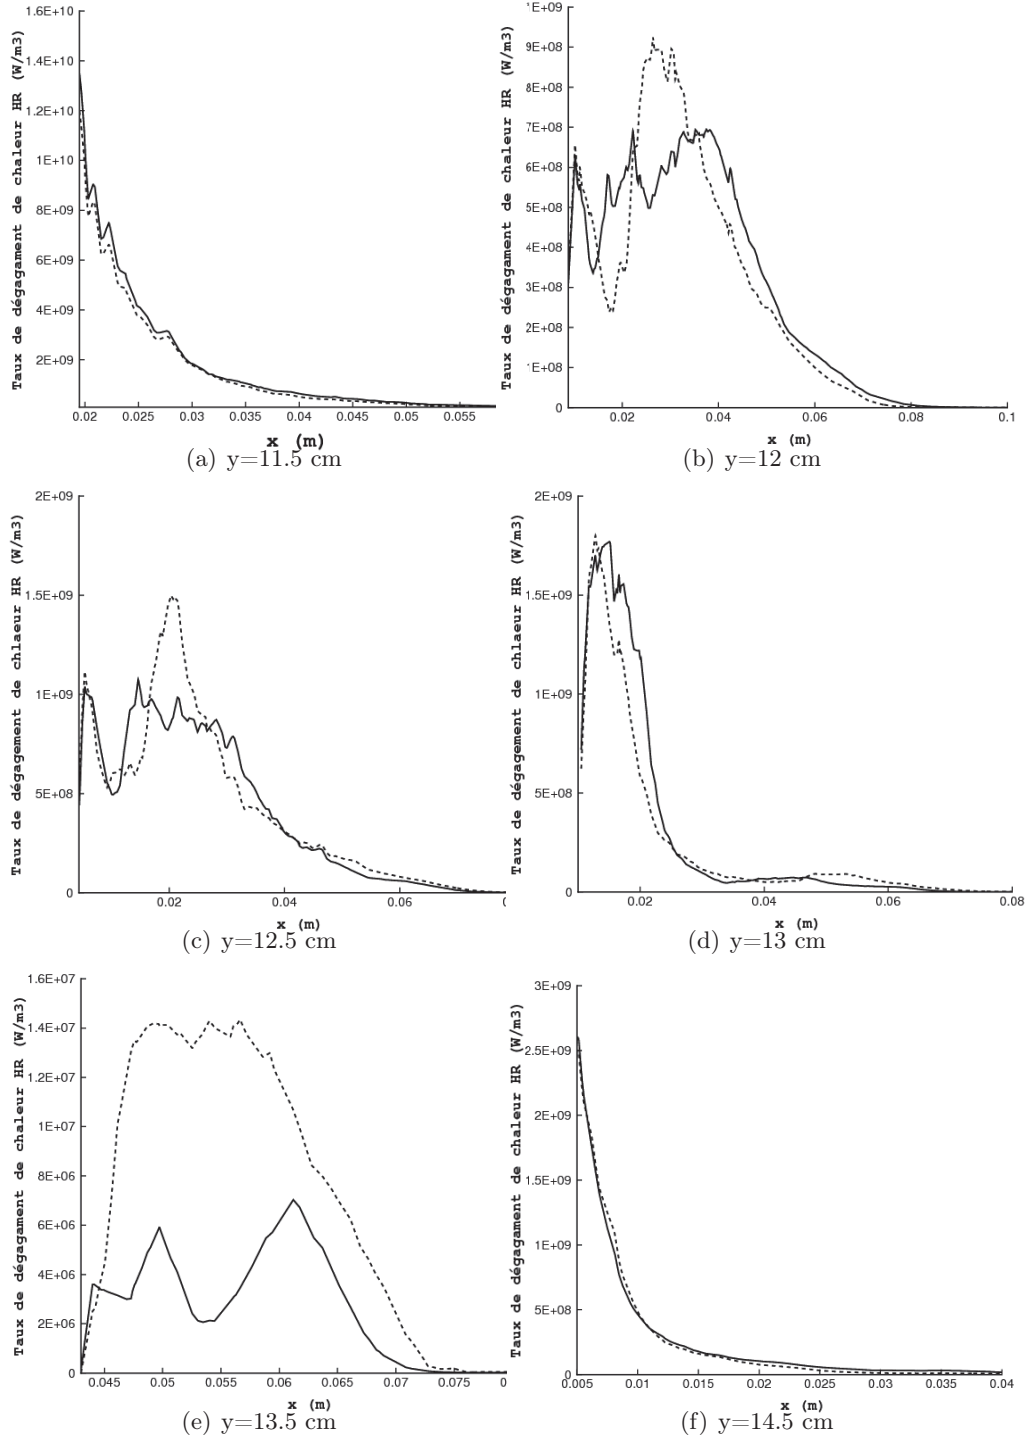 Taux de dégagament de chaleur HR (W/m3)
1.6E+10
1.4E+10
1.2E+10
1E+10
8E+09
6E+09
4E+09
2E+09
0.02 0.025 0.03 0.035 0.04 0.045 0.05 0.055
x (m)
(a) y=11.5 cm
Taux de dégagament de chaleur HR (W/m3)
1E+09
9E+08
8E+08
7E+08
6E+08
5E+08
4E+08
3E+08
2E+08
1E+08
0
0.02 0.04 0.06 0.08 0.1
x (m)
(b) y=12 cm
Taux de dégagement de chlaeur HR (W/m3)
2E+09
1.5E+09
1E+09
5E+08
0
0.02 0.04 0.06
x (m)
(c) y=12.5 cm
Taux de dégagement de chlaeur HR (W/m3)
2E+09
1.5E+09
1E+09
5E+08
0
0.02 0.04 0.06 0.08
x (m)
(d) y=13 cm
Taux de dégagament de chaleur HR (W/m3)
1.6E+07
1.4E+07
1.2E+07
1E+07
8E+06
6E+06
4E+06
2E+06
0
0.045 0.05 0.055 0.06 0.065 0.07 0.075
x (m)
(e) y=13.5 cm
Taux de dégagament de chaleur HR (W/m3)
3E+09
2.5E+09
2E+09
1.5E+09
1E+09
5E+08
0
0.005 0.01 0.015 0.02 0.025 0.03 0.035 0.04
x (m)
(f) y=14.5 cm